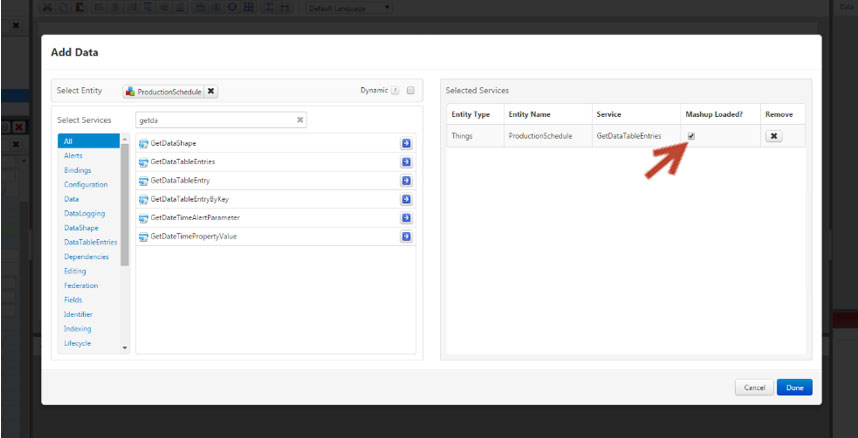 Default Language
Data
Add Data
Select Entity
ProductionSchedule
Dynamic
?
Select Services
getda
All
Alerts
Bindings
Configuration
Data
DataLogging
DataShape
DataTableEntries
Dependencies
Editing
Federation
Fields
Identifier
Indexing
Lifecycle
GetDataShape
GetDataTableEntries
GetDataTableEntry
GetDataTableEntryByKey
GetDateTimeAlertParameter
GetDateTimePropertyValue
Selected Services
Entity Type Entity Name Service Mashup Loaded? Remove
Things ProductionSchedule GetDataTableEntries
Cancel Done